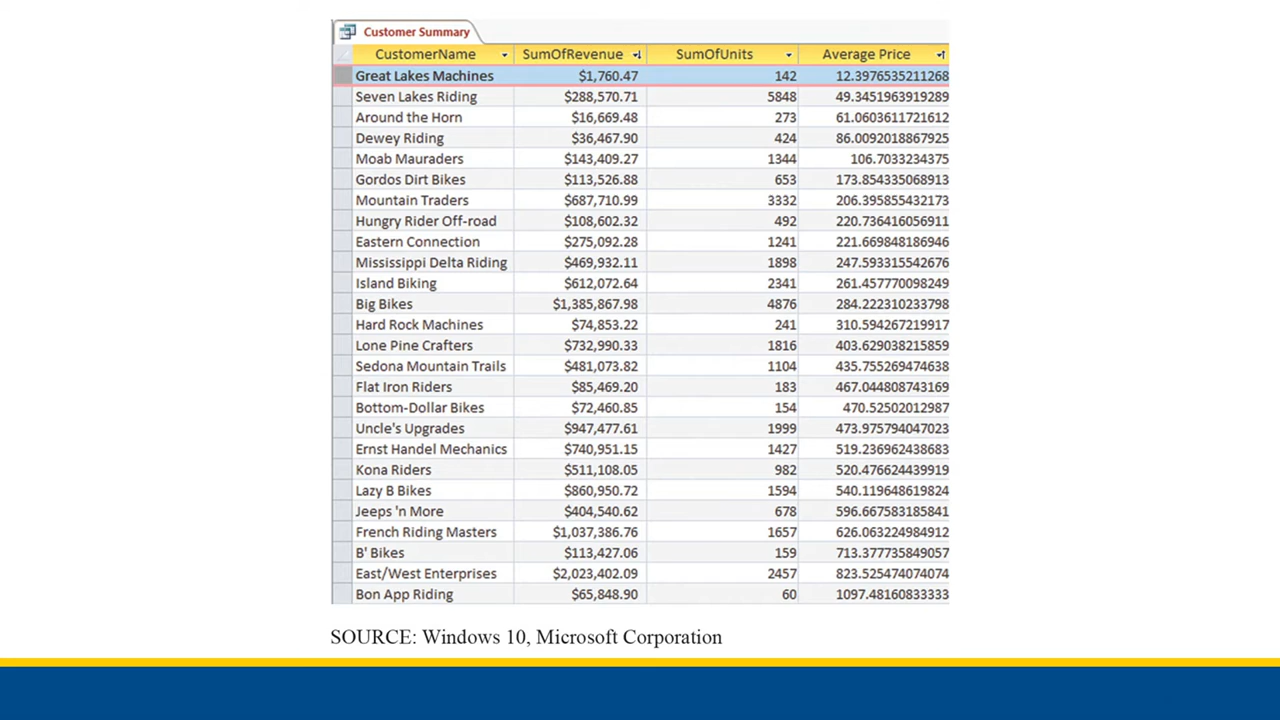 Customer Summary
CustomerName SumOfRevenue SumOfUnits Average Price
Great Lakes Machines $1,760.47 142 12.3976535211268
Seven Lakes Riding $288,570.71 5848 49.3451963919289
Around the Horn $16,669.48 273 61.0603611721612
Dewey Riding $36,467.90 424 86.0092018867925
Moab Mauraders $143,409.27 1344 106.7033234375
Gordos Dirt Bikes $113,526.88 653 173.854335068913
Mountain Traders $687,710.99 3332 206.395855432173
Hungry Rider Off-road $108,602.32 492 220.736416056911
Eastern Connection $275,092.28 1241 221.669848186946
Mississippi Delta Riding $469,932.11 1898 247.593315542676
Island Biking $612,072.64 2341 261.457770098249
Big Bikes $1,385,867.98 4876 284.222310233798
Hard Rock Machines $74,853.22 241 310.594267219917
Lone Pine Crafters $732,990.33 1816 403.629038215859
Sedona Mountain Trails $481,073.82 1104 435.755269474638
Flat Iron Riders $85,469.20 183 467.044808743169
Bottom-Dollar Bikes $72,460.85 154 470.52502012987
Uncle's Upgrades $947,477.61 1999 473.975794047023
Ernst Handel Mechanics $740,951.15 1427 519.236962438683
Kona Riders $511,108.05 982 520.476624439919
Lazy B Bikes $860,950.72 1594 540.119648619824
Jeeps 'n More $404,540.62 678 596.667583185841
French Riding Masters $1,037,386.76 1657 626.063224984912
B' Bikes $113,427.06 159 713.377735849057
East/West Enterprises $2,023,402.09 2457 823.525474074074
Bon App Riding $65,848.90 60 1097.48160833333
SOURCE: Windows 10, Microsoft Corporation